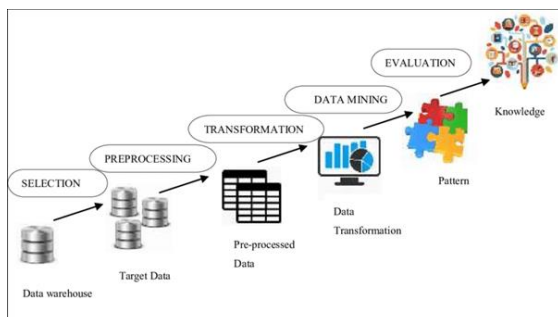 EVALUATION
Knowledge
DATA MINING
TRANSFORMATION
Pattern
PREPROCESSING
Data
Transformation
SELECTION
Pre-processed
Data
Target Data
Data warehouse